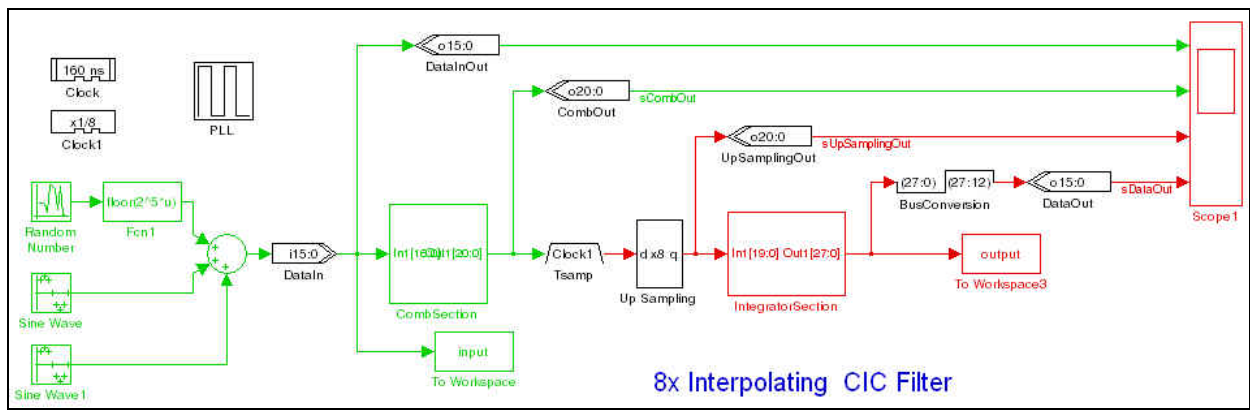 o15:0
DataInOut
160 ns
Clock
PLL
o20:0
CombOut
sCombOut
x1/8
Clock1
o20:0
UpSamplingOut
sUpSamplingOut
(27:0) (27:12)
BusConversion
o15:0
DataOut
sDataOut
Scope1
Random
Number
floor(2^5*u)
Fcn1
i15:0
DataIn
Out1[20:0]
CombSection
Clock1
Tsamp
d x8 q
Up Sampling
In1[19:0] Out1[27:0]
IntegratorSection
output
To Workspace3
Sine Wave
Sine Wave1
input
To Workspace
8x Interpolating CIC Filter